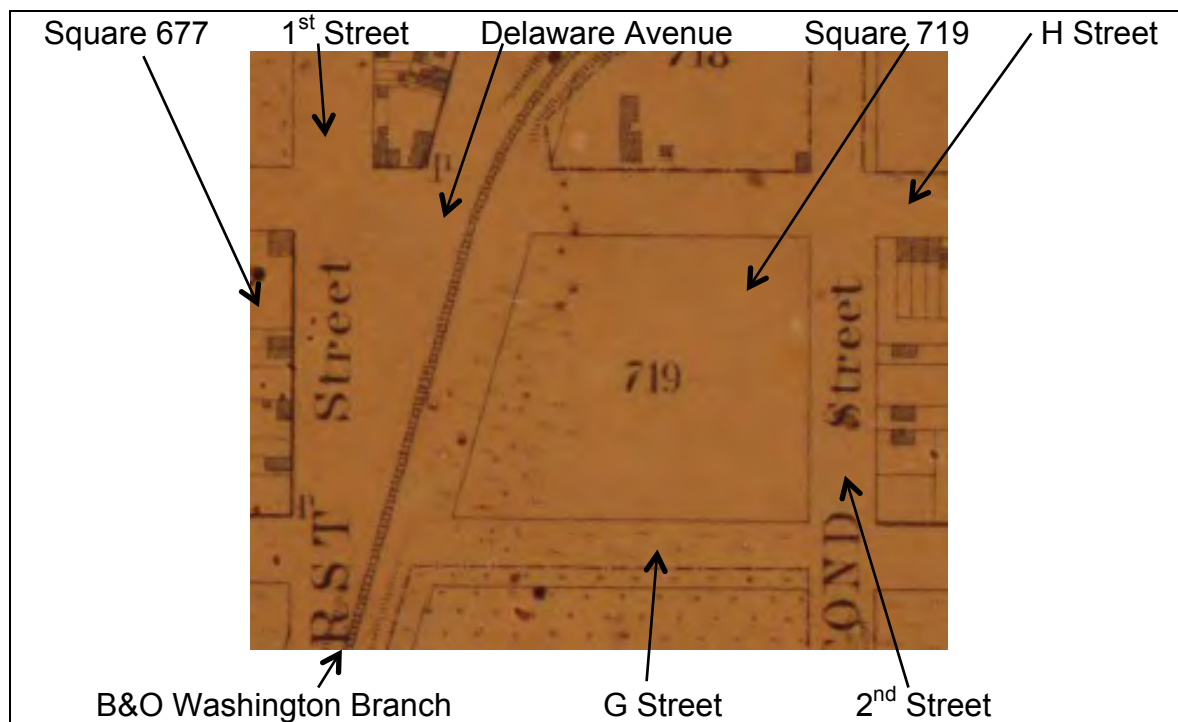 Square 677 1st Street Delaware Avenue Square 719 H Street
718
Street
Street
719
RST
OND
B&O Washington Branch G Street 2nd Street